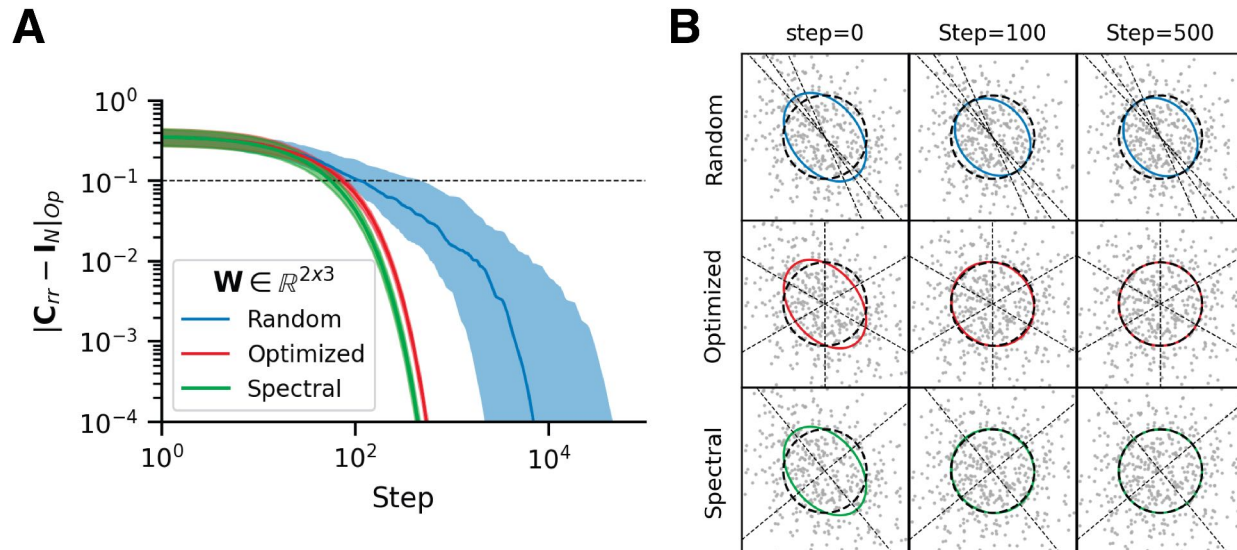 A
10^0
10^-1
10^-2
10^-3
10^-4
|C_rr − I_N|_Op
W ∈ ℝ^2x3
Random
Optimized
Spectral
10^0
10^2
10^4
Step
B
step=0
Step=100
Step=500
Random
Optimized
Spectral